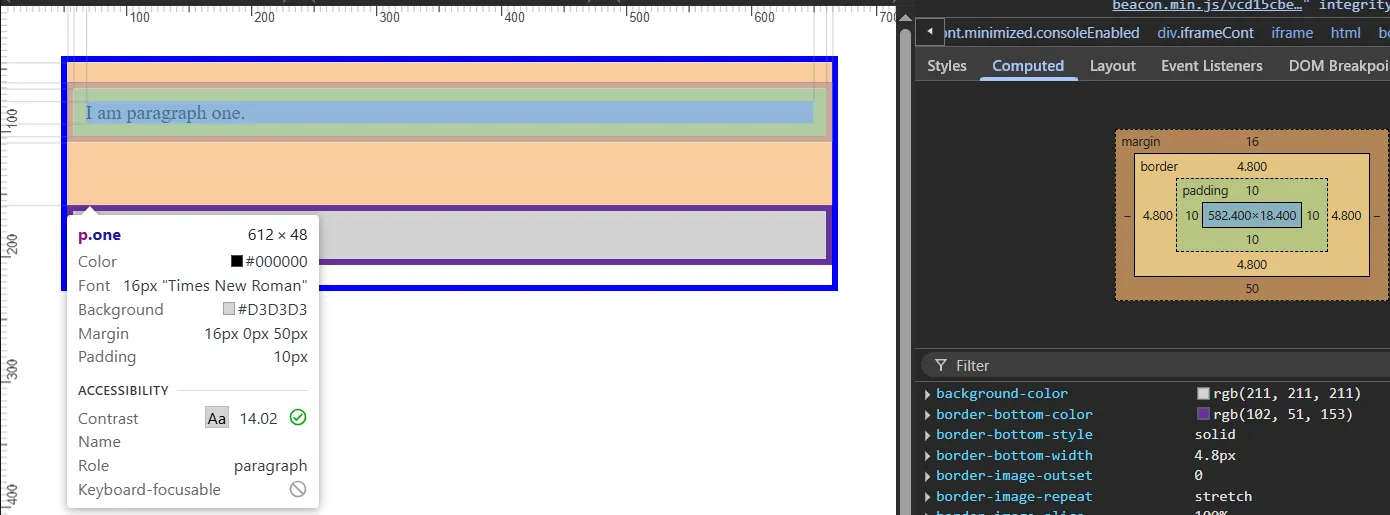 100 200 300 400 500 600 700
100
200
300
400
I am paragraph one.
p.one 612 × 48
Color #000000
Font 16px "Times New Roman"
Background #D3D3D3
Margin 16px 0px 50px
Padding 10px
ACCESSIBILITY
Contrast Aa 14.02
Name
Role paragraph
Keyboard-focusable
beacon.min.js/vcd15cbe…" integrity
ont.minimized.consoleEnabled div.iframeCont iframe html bo
Styles Computed Layout Event Listeners DOM Breakpoi
margin 16
border 4.800
padding 10
– 4.800 10 582.400×18.400 10 4.800 –
10
4.800
50
Filter
background-color rgb(211, 211, 211)
border-bottom-color rgb(102, 51, 153)
border-bottom-style solid
border-bottom-width 4.8px
border-image-outset 0
border-image-repeat stretch
border-image-slice 100%